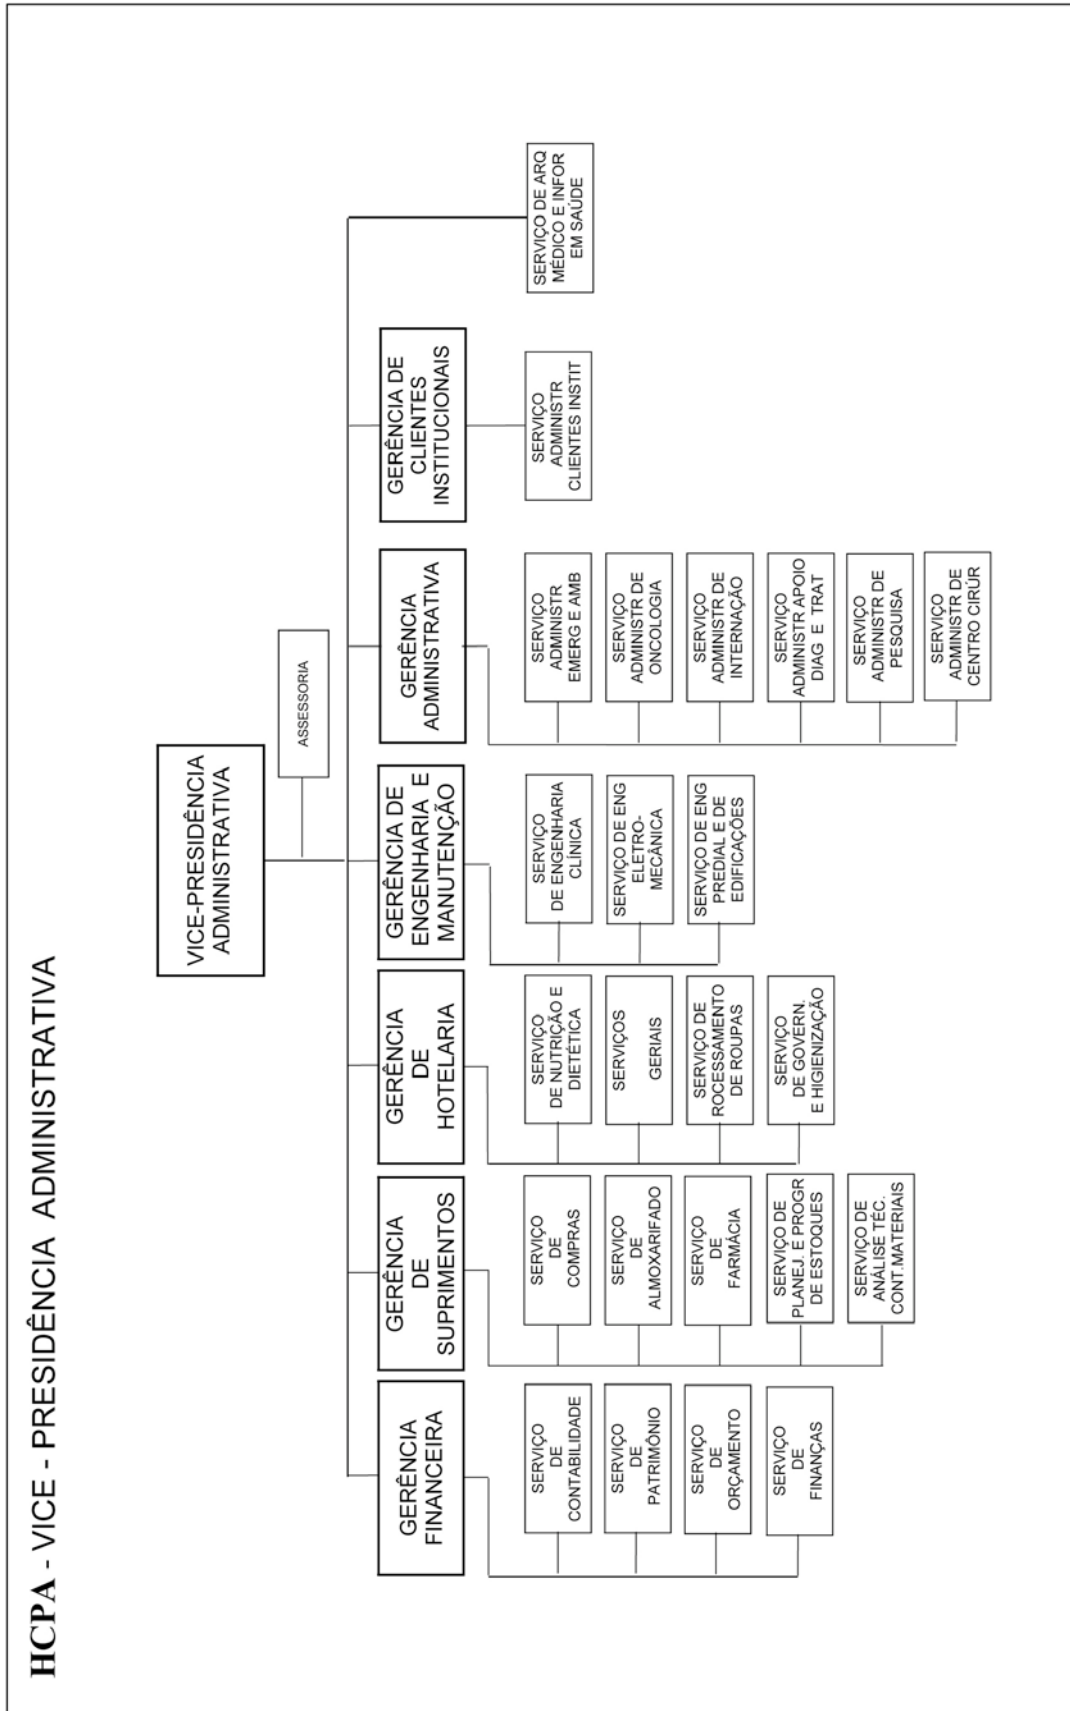 HCPA - VICE - PRESIDÊNCIA ADMINISTRATIVA
VICE-PRESIDÊNCIA
ADMINISTRATIVA
ASSESSORIA
GERÊNCIA
FINANCEIRA
SERVIÇO
DE
CONTABILIDADE
SERVIÇO
DE
PATRIMÔNIO
SERVIÇO
DE
ORÇAMENTO
SERVIÇO
DE
FINANÇAS
GERÊNCIA
DE
SUPRIMENTOS
SERVIÇO
DE
COMPRAS
SERVIÇO
DE
ALMOXARIFADO
SERVIÇO
DE
FARMÁCIA
SERVIÇO DE
PLANEJ. E PROGR
DE ESTOQUES
SERVIÇO DE
ANÁLISE TÉC.
CONT.MATERIAIS
GERÊNCIA
DE
HOTELARIA
SERVIÇO
DE NUTRIÇÃO E
DIETÉTICA
SERVIÇOS
GERIAIS
SERVIÇO DE
ROCESSAMENTO
DE ROUPAS
SERVIÇO
DE GOVERN.
E HIGIENIZAÇÃO
GERÊNCIA DE
ENGENHARIA E
MANUTENÇÃO
SERVIÇO
DE ENGENHARIA
CLÍNICA
SERVIÇO DE ENG
ELETRO-
MECÂNICA
SERVIÇO DE ENG
PREDIAL E DE
EDIFICAÇÕES
GERÊNCIA
ADMINISTRATIVA
SERVIÇO
ADMINISTR
EMERG E AMB
SERVIÇO
ADMINISTR DE
ONCOLOGIA
SERVIÇO
ADMINISTR DE
INTERNAÇÃO
SERVIÇO
ADMINISTR APOIO
DIAG E TRAT
SERVIÇO
ADMINISTR DE
PESQUISA
SERVIÇO
ADMINISTR DE
CENTRO CIRÚR
GERÊNCIA DE
CLIENTES
INSTITUCIONAIS
SERVIÇO
ADMINISTR
CLIENTES INSTIT
SERVIÇO DE ARQ
MÉDICO E INFOR
EM SAÚDE